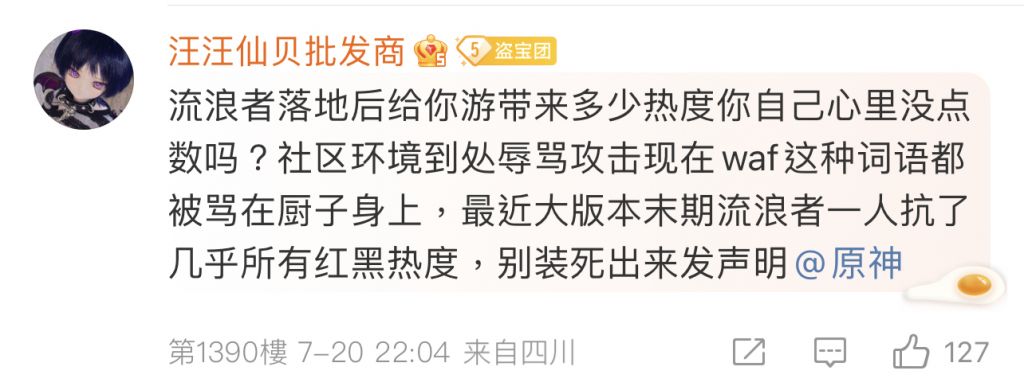 汪汪仙贝批发商 5 5 盗宝团
流浪者落地后给你游带来多少热度你自己心里没点
数吗？社区环境到处辱骂攻击现在waf这种词语都
被骂在厨子身上，最近大版本末期流浪者一人抗了
几乎所有红黑热度，别装死出来发声明@原神
第1390樓 7-20 22:04 来自四川 127